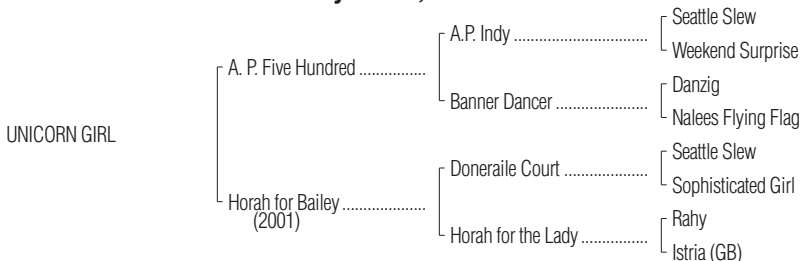 Seattle Slew
A.P. Indy ................................
Weekend Surprise
A. P. Five Hundred ................
Danzig
Banner Dancer ......................
Nalees Flying Flag
UNICORN GIRL
Seattle Slew
Doneraile Court ....................
Sophisticated Girl
Horah for Bailey ....................
(2001)
Rahy
Horah for the Lady ................
Istria (GB)